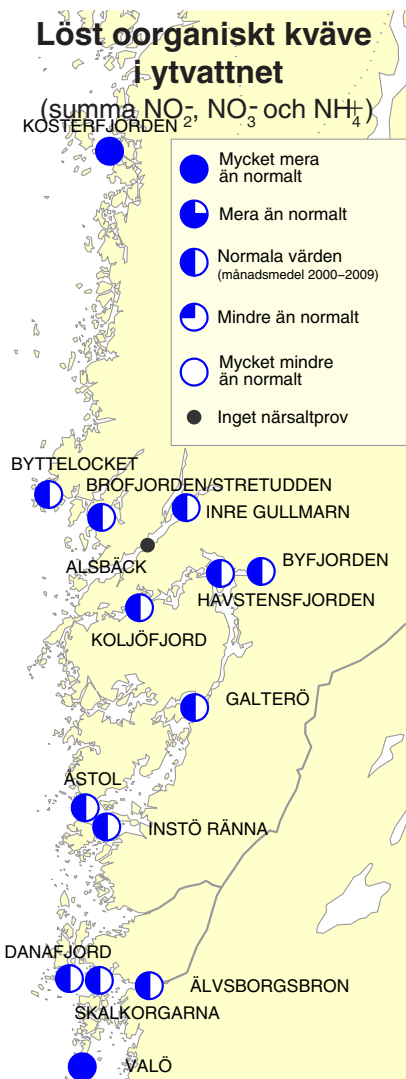 Löst oorganiskt kväve
i ytvattnet
(summa NO₂⁻, NO₃⁻ och NH₄⁺)
KOSTERFJORDEN
Mycket mera
än normalt
Mera än normalt
Normala värden
(månadsmedel 2000–2009)
Mindre än normalt
Mycket mindre
än normalt
Inget närsaltprov
BYTTELOCKET
BROFJORDEN/STRETUDDEN
INRE GULLMARN
ALSBÄCK
BYFJORDEN
HAVSTENSFJORDEN
KOLJÖFJORD
GALTERÖ
ÅSTOL
INSTÖ RÄNNA
DANAFJORD
ÄLVSBORGSBRON
SKALKORGARNA
VALÖ